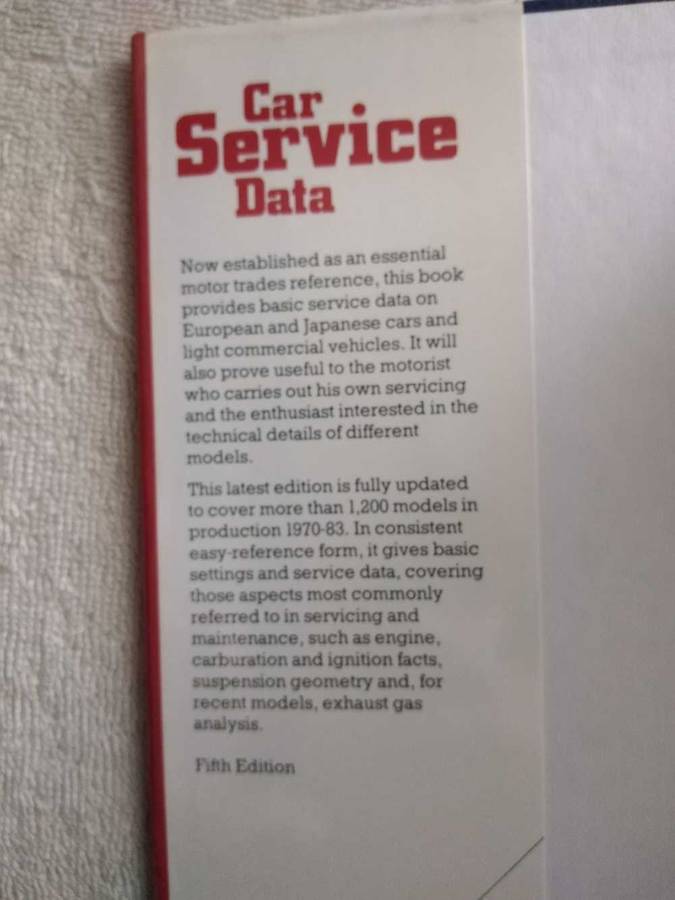 Car
Service
Data
Now established as an essential
motor trades reference, this book
provides basic service data on
European and Japanese cars and
light commercial vehicles. It will
also prove useful to the motorist
who carries out his own servicing
and the enthusiast interested in the
technical details of different
models.
This latest edition is fully updated
to cover more than 1,200 models in
production 1970-83. In consistent
easy-reference form, it gives basic
settings and service data, covering
those aspects most commonly
referred to in servicing and
maintenance, such as engine,
carburation and ignition facts,
suspension geometry and, for
recent models, exhaust gas
analysis.
Fifth Edition